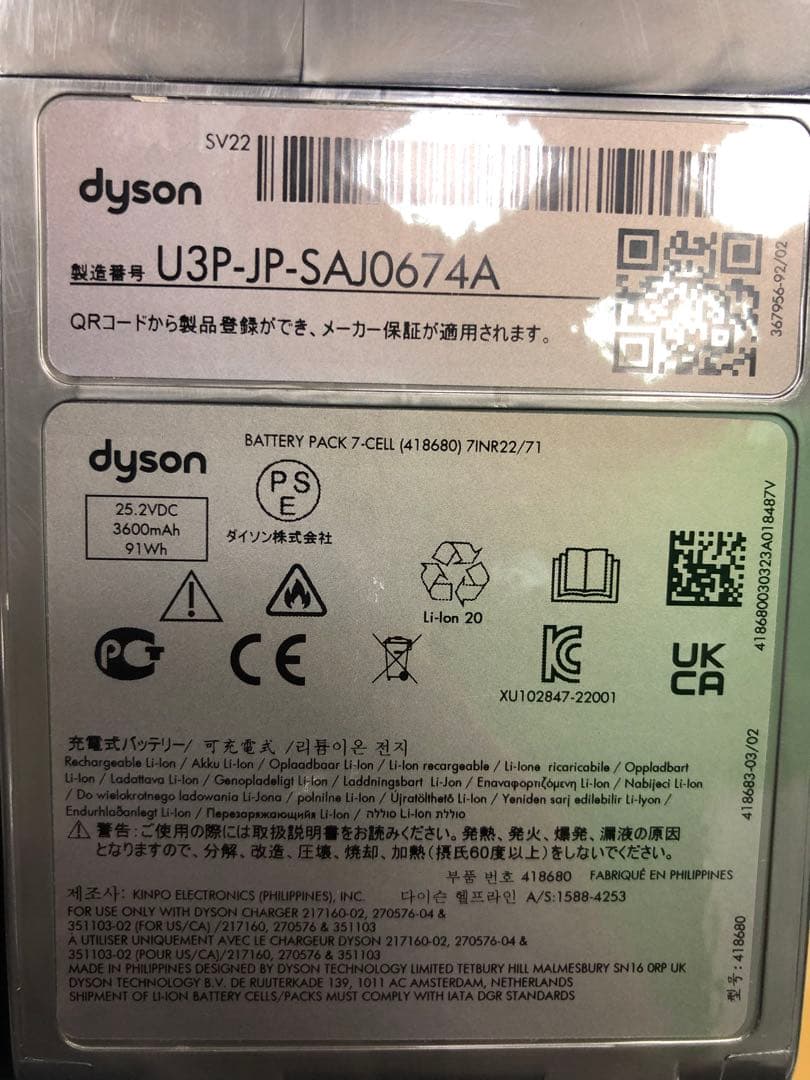 SV22
dyson
製造番号 U3P-JP-SAJ0674A
QRコードから製品登録ができ、メーカー保証が適用されます。
367956-92/02
dyson
BATTERY PACK 7-CELL (418680) 7INR22/71
25.2VDC
3600mAh
91Wh
PS
E
ダイソン株式会社
Li-Ion 20
418680030323A018487V
PCT
CE
KC
XU102847-22001
UK
CA
充電式バッテリー/ 可充電式 /리튬이온 전지
Rechargeable Li-Ion / Akku Li-Ion / Oplaadbaar Li-Ion / Li-Ion recargable / Li-Ione ricaricabile / Oppladbart
Li-Ion / Ladattava Li-Ion / Genopladeligt Li-Ion / Laddningsbart Li-Jon / Επαναφορτιζόμενη Li-Ion / Nabijeci Li-Ion
/ Do wielokrotnego ladowania Li-Jona / polnilne Li-Ion / Újratölthető Li-Ion / Yeniden sarj edilebilir Li-Iyon /
Endurhlaðanlegt Li-Ion / Перезаряжающийся Li-Ion / סוללת Li-Ion סוללת
418683-03/02
警告:ご使用の際には取扱説明書をお読みください。発熱、発火、爆発、漏液の原因
となりますので、分解、改造、圧壊、焼却、加熱(摂氏60度以上)をしないでください。
부품 번호 418680 FABRIQUÉ EN PHILIPPINES
제조사: KINPO ELECTRONICS (PHILIPPINES), INC. 다이슨 헬프라인 A/S:1588-4253
FOR USE ONLY WITH DYSON CHARGER 217160-02, 270576-04 &
351103-02 (FOR US/CA) /217160, 270576 & 351103
À UTILISER UNIQUEMENT AVEC LE CHARGEUR DYSON 217160-02, 270576-04 &
351103-02 (POUR US/CA)/217160, 270576 & 351103
MADE IN PHILIPPINES DESIGNED BY DYSON TECHNOLOGY LIMITED TETBURY HILL MALMESBURY SN16 0RP UK
DYSON TECHNOLOGY B.V. DE RUIJTERKADE 139, 1011 AC AMSTERDAM, NETHERLANDS
SHIPMENT OF LI-ION BATTERY CELLS/PACKS MUST COMPLY WITH IATA DGR STANDARDS
型号: 418680